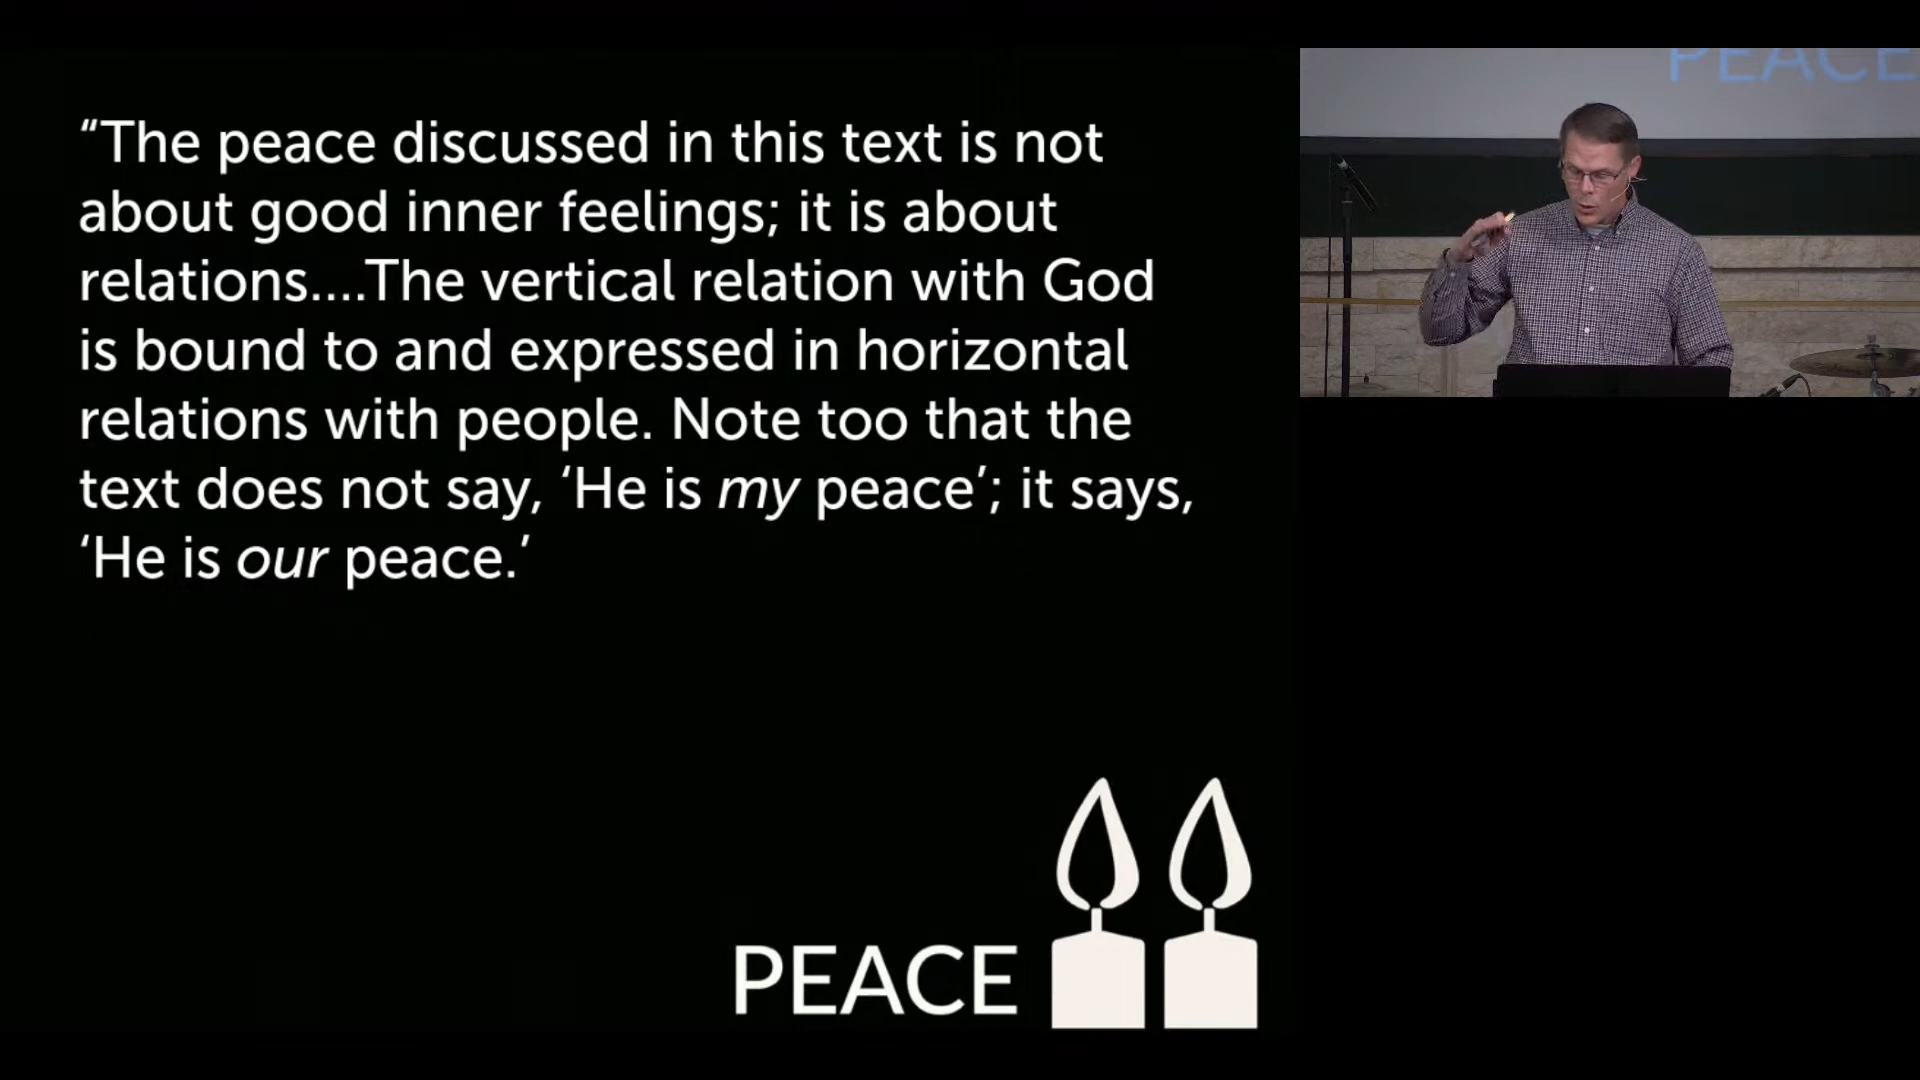 “The peace discussed in this text is not
about good inner feelings; it is about
relations....The vertical relation with God
is bound to and expressed in horizontal
relations with people. Note too that the
text does not say, ‘He is my peace’; it says,
‘He is our peace.’
PEACE
PEACE